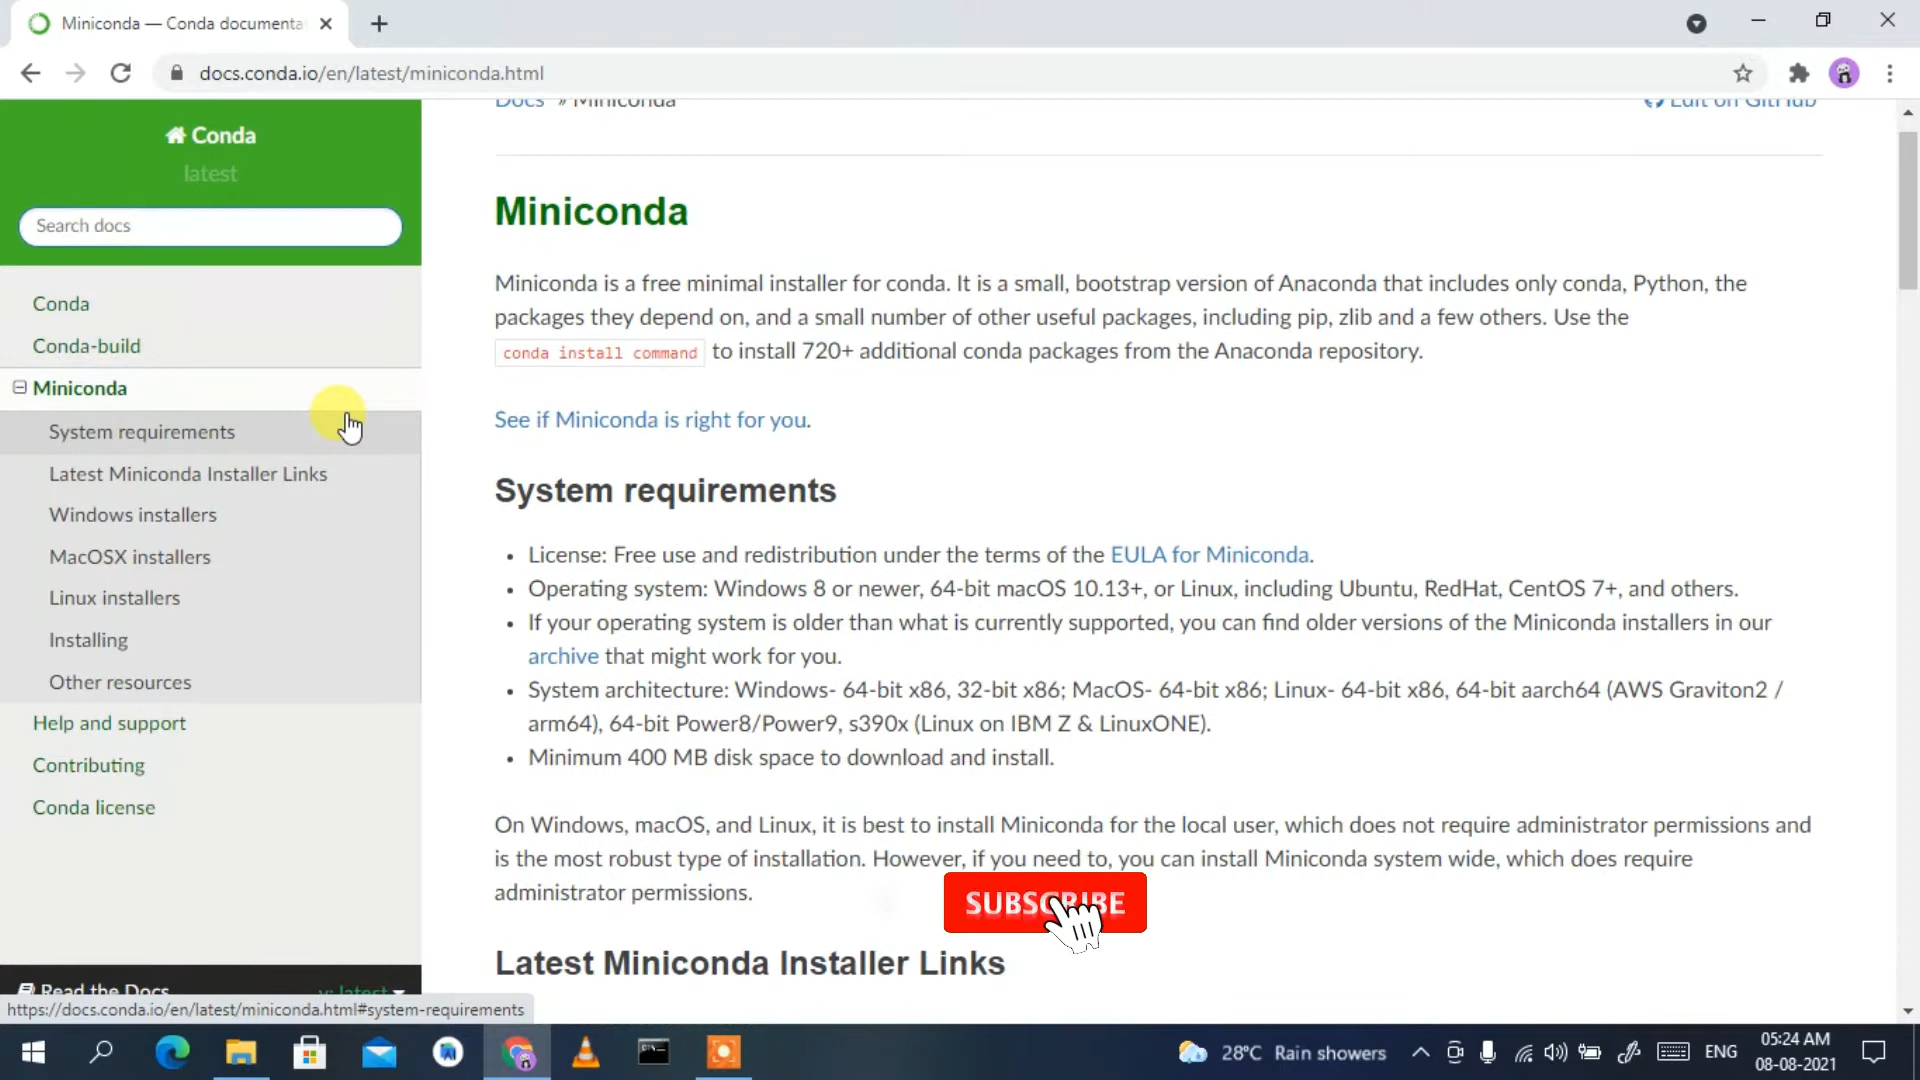 Miniconda — Conda documenta
docs.conda.io/en/latest/miniconda.html
Conda
latest
Search docs
Conda
Conda-build
Miniconda
System requirements
Latest Miniconda Installer Links
Windows installers
MacOSX installers
Linux installers
Installing
Other resources
Help and support
Contributing
Conda license
Read the Docs
v: latest
https://docs.conda.io/en/latest/miniconda.html#system-requirements
Docs » Miniconda
Edit on GitHub
Miniconda
Miniconda is a free minimal installer for conda. It is a small, bootstrap version of Anaconda that includes only conda, Python, the
packages they depend on, and a small number of other useful packages, including pip, zlib and a few others. Use the
conda install command to install 720+ additional conda packages from the Anaconda repository.
See if Miniconda is right for you.
System requirements
• License: Free use and redistribution under the terms of the EULA for Miniconda.
• Operating system: Windows 8 or newer, 64-bit macOS 10.13+, or Linux, including Ubuntu, RedHat, CentOS 7+, and others.
• If your operating system is older than what is currently supported, you can find older versions of the Miniconda installers in our
archive that might work for you.
• System architecture: Windows- 64-bit x86, 32-bit x86; MacOS- 64-bit x86; Linux- 64-bit x86, 64-bit aarch64 (AWS Graviton2 /
arm64), 64-bit Power8/Power9, s390x (Linux on IBM Z & LinuxONE).
• Minimum 400 MB disk space to download and install.
On Windows, macOS, and Linux, it is best to install Miniconda for the local user, which does not require administrator permissions and
is the most robust type of installation. However, if you need to, you can install Miniconda system wide, which does require
administrator permissions.
SUBSCRIBE
Latest Miniconda Installer Links
28°C Rain showers
ENG
05:24 AM
08-08-2021